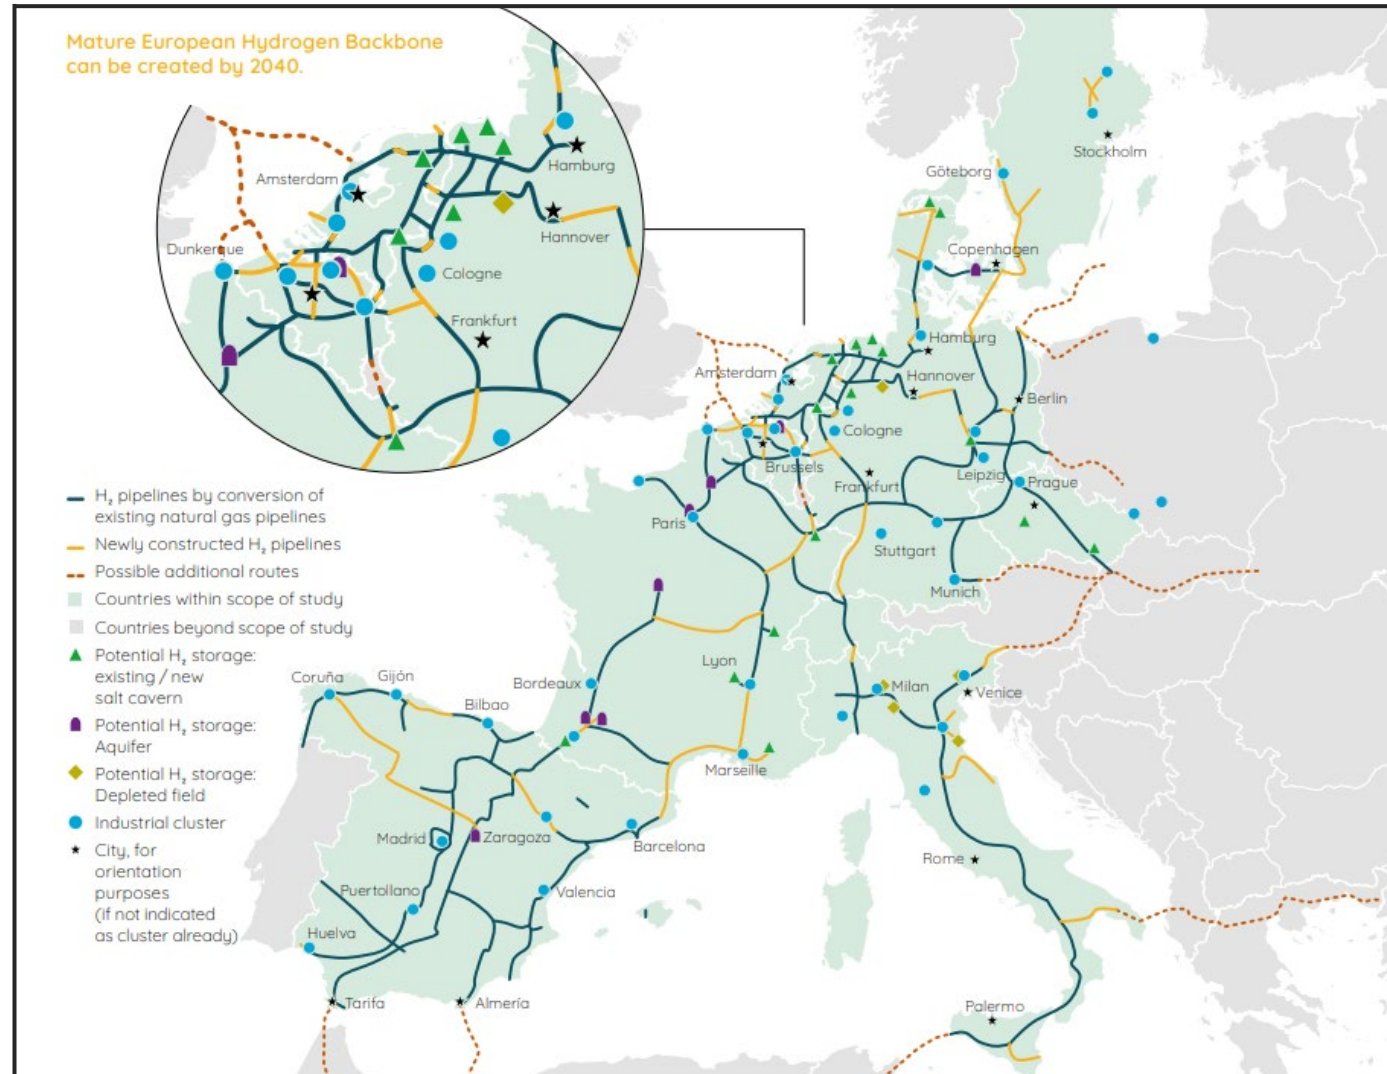 Mature European Hydrogen Backbone
can be created by 2040.
Amsterdam
Hamburg
Dunkerque
Hannover
Cologne
Frankfurt
H₂ pipelines by conversion of
existing natural gas pipelines
Newly constructed H₂ pipelines
Possible additional routes
Countries within scope of study
Countries beyond scope of study
Potential H₂ storage:
existing / new
salt cavern
Potential H₂ storage:
Aquifer
Potential H₂ storage:
Depleted field
Industrial cluster
City, for
orientation
purposes
(if not indicated
as cluster already)
Stockholm
Göteborg
Copenhagen
Hamburg
Amsterdam
Hannover
Berlin
Cologne
Brussels
Leipzig
Prague
Frankfurt
Paris
Stuttgart
Munich
Lyon
Coruña
Gijón
Bordeaux
Milan
Venice
Bilbao
Marseille
Madrid
Zaragoza
Barcelona
Rome
Puertollano
Valencia
Huelva
Tarifa
Almería
Palermo